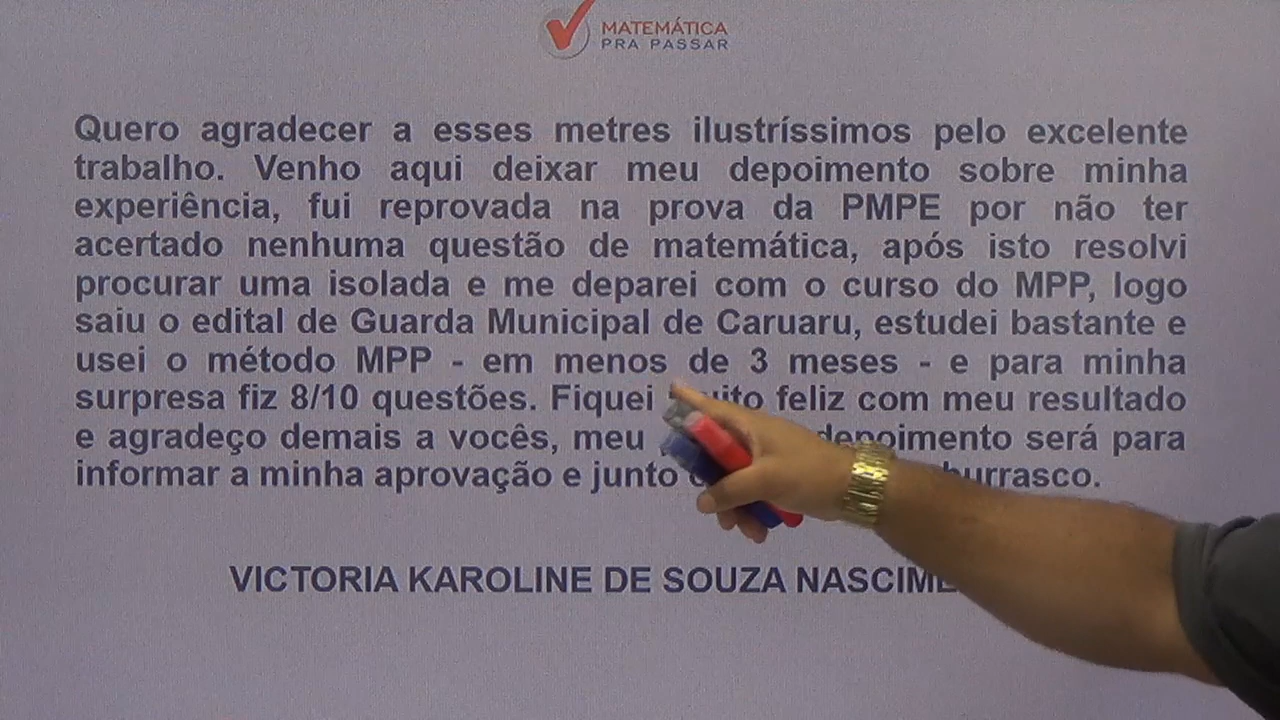 MATEMÁTICA
PRA PASSAR
Quero agradecer a esses metres ilustríssimos pelo excelente
trabalho. Venho aqui deixar meu depoimento sobre minha
experiência, fui reprovada na prova da PMPE por não ter
acertado nenhuma questão de matemática, após isto resolvi
procurar uma isolada e me deparei com o curso do MPP, logo
saiu o edital de Guarda Municipal de Caruaru, estudei bastante e
usei o método MPP - em menos de 3 meses - e para minha
surpresa fiz 8/10 questões. Fiquei muito feliz com meu resultado
e agradeço demais a vocês, meu depoimento será para
informar a minha aprovação e junto
VICTORIA KAROLINE DE SOUZA